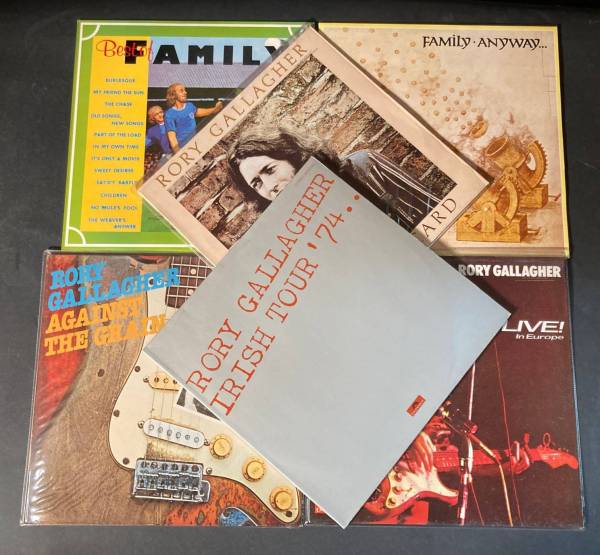 Best of FAMILY
BURLESQUE
MY FRIEND THE SUN
THE CHASE
OLD SONGS,
NEW SONGS
PART OF THE LOAD
IN MY OWN TIME
IT'S ONLY A MOVIE
SWEET DESIREE
SAT'D'Y BARFLY
CHILDREN
NO MULE'S FOOL
THE WEAVER'S
ANSWER
RORY GALLAGHER
ARD
FAMILY · ANYWAY...
RORY
GALLAGHER
AGAINST
THE GRAIN
RORY GALLAGHER
IRISH TOUR '74..
RORY GALLAGHER
LIVE!
In Europe